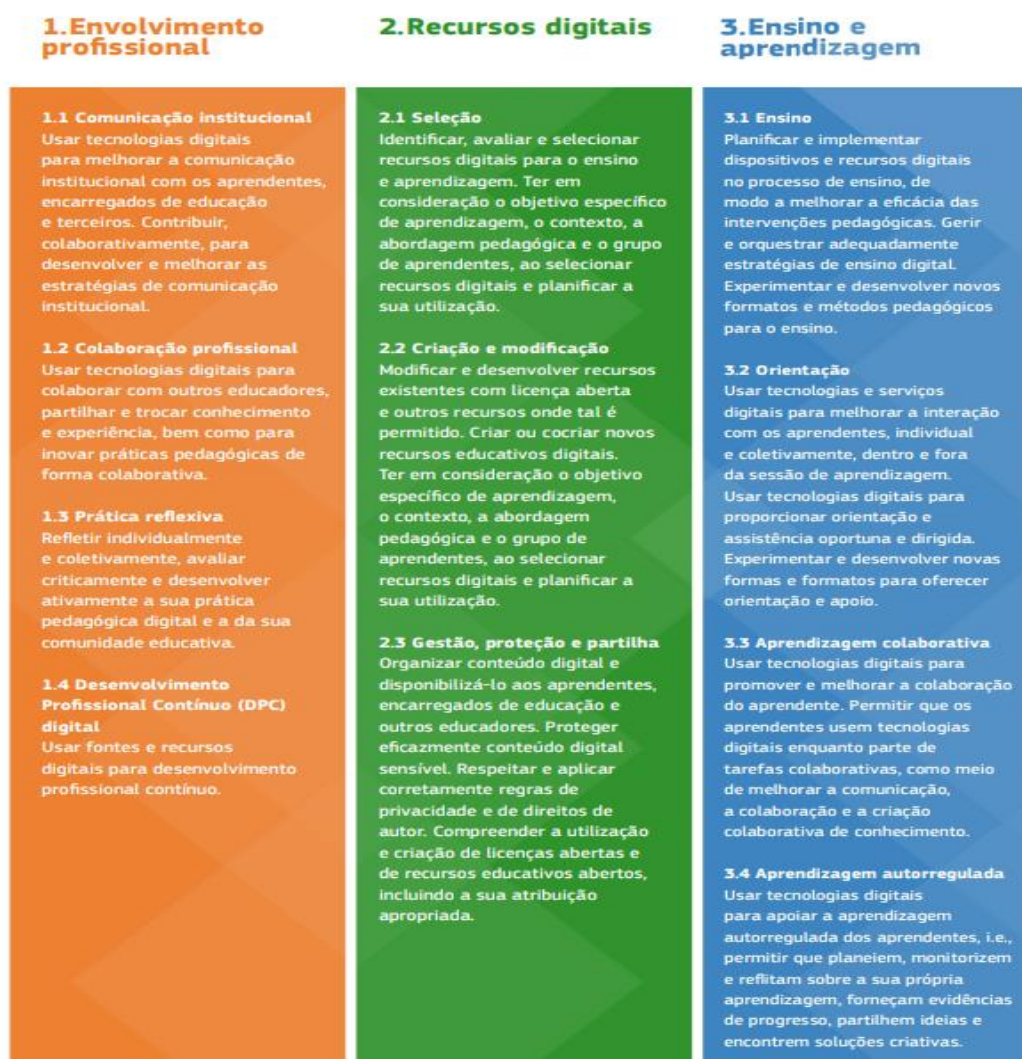 1.Envolvimento
profissional
1.1 Comunicação institucional
Usar tecnologias digitais
para melhorar a comunicação
institucional com os aprendentes,
encarregados de educação
e terceiros. Contribuir,
colaborativamente, para
desenvolver e melhorar as
estratégias de comunicação
institucional.
1.2 Colaboração profissional
Usar tecnologias digitais para
colaborar com outros educadores,
partilhar e trocar conhecimento
e experiência, bem como para
inovar práticas pedagógicas de
forma colaborativa.
1.3 Prática reflexiva
Refletir individualmente
e coletivamente, avaliar
criticamente e desenvolver
ativamente a sua prática
pedagógica digital e a da sua
comunidade educativa.
1.4 Desenvolvimento
Profissional Contínuo (DPC)
digital
Usar fontes e recursos
digitais para desenvolvimento
profissional contínuo.
2.Recursos digitais
2.1 Seleção
Identificar, avaliar e selecionar
recursos digitais para o ensino
e aprendizagem. Ter em
consideração o objetivo específico
de aprendizagem, o contexto, a
abordagem pedagógica e o grupo
de aprendentes, ao selecionar
recursos digitais e planificar a
sua utilização.
2.2 Criação e modificação
Modificar e desenvolver recursos
existentes com licença aberta
e outros recursos onde tal é
permitido. Criar ou cocriar novos
recursos educativos digitais.
Ter em consideração o objetivo
específico de aprendizagem,
o contexto, a abordagem
pedagógica e o grupo de
aprendentes, ao selecionar
recursos digitais e planificar a
sua utilização.
2.3 Gestão, proteção e partilha
Organizar conteúdo digital e
disponibilizá-lo aos aprendentes,
encarregados de educação e
outros educadores. Proteger
eficazmente conteúdo digital
sensível. Respeitar e aplicar
corretamente regras de
privacidade e de direitos de
autor. Compreender a utilização
e criação de licenças abertas e
de recursos educativos abertos,
incluindo a sua atribuição
apropriada.
3.Ensino e
aprendizagem
3.1 Ensino
Planificar e implementar
dispositivos e recursos digitais
no processo de ensino, de
modo a melhorar a eficácia das
intervenções pedagógicas. Gerir
e orquestrar adequadamente
estratégias de ensino digital.
Experimentar e desenvolver novos
formatos e métodos pedagógicos
para o ensino.
3.2 Orientação
Usar tecnologias e serviços
digitais para melhorar a interação
com os aprendentes, individual
e coletivamente, dentro e fora
da sessão de aprendizagem.
Usar tecnologias digitais para
proporcionar orientação e
assistência oportuna e dirigida.
Experimentar e desenvolver novas
formas e formatos para oferecer
orientação e apoio.
3.3 Aprendizagem colaborativa
Usar tecnologias digitais para
promover e melhorar a colaboração
do aprendente. Permitir que os
aprendentes usem tecnologias
digitais enquanto parte de
tarefas colaborativas, como meio
de melhorar a comunicação,
a colaboração e a criação
colaborativa de conhecimento.
3.4 Aprendizagem autorregulada
Usar tecnologias digitais
para apoiar a aprendizagem
autorregulada dos aprendentes, i.e.,
permitir que planeiem, monitorizem
e reflitam sobre a sua própria
aprendizagem, forneçam evidências
de progresso, partilhem ideias e
encontrem soluções criativas.